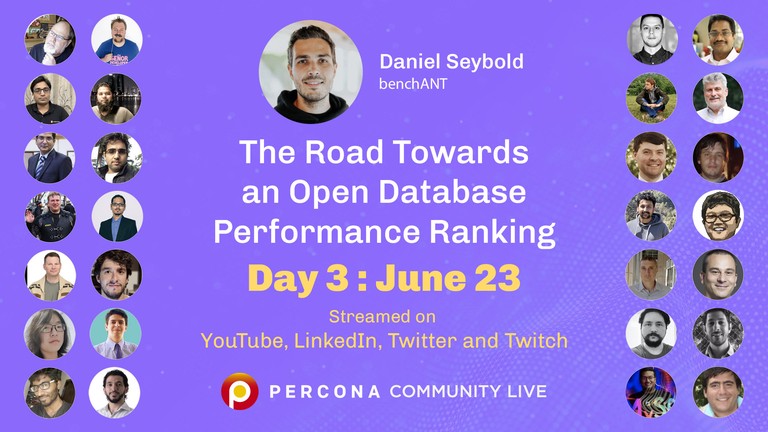 Daniel Seybold
benchANT
The Road Towards
an Open Database
Performance Ranking
Day 3 : June 23
Streamed on
YouTube, LinkedIn, Twitter and Twitch
PERCONA COMMUNITY LIVE